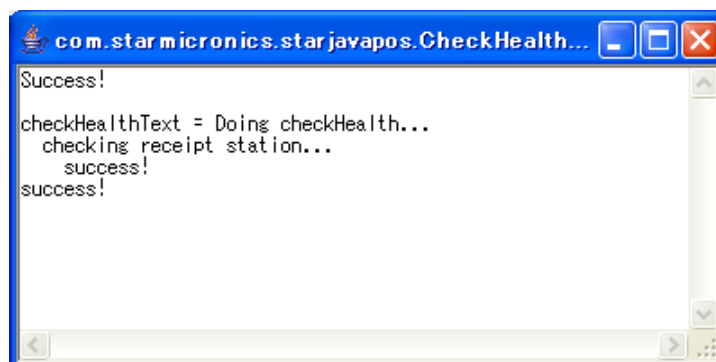 com.starmicronics.starjavapos.CheckHealth...
Success!
checkHealthText = Doing checkHealth...
checking receipt station...
success!
success!